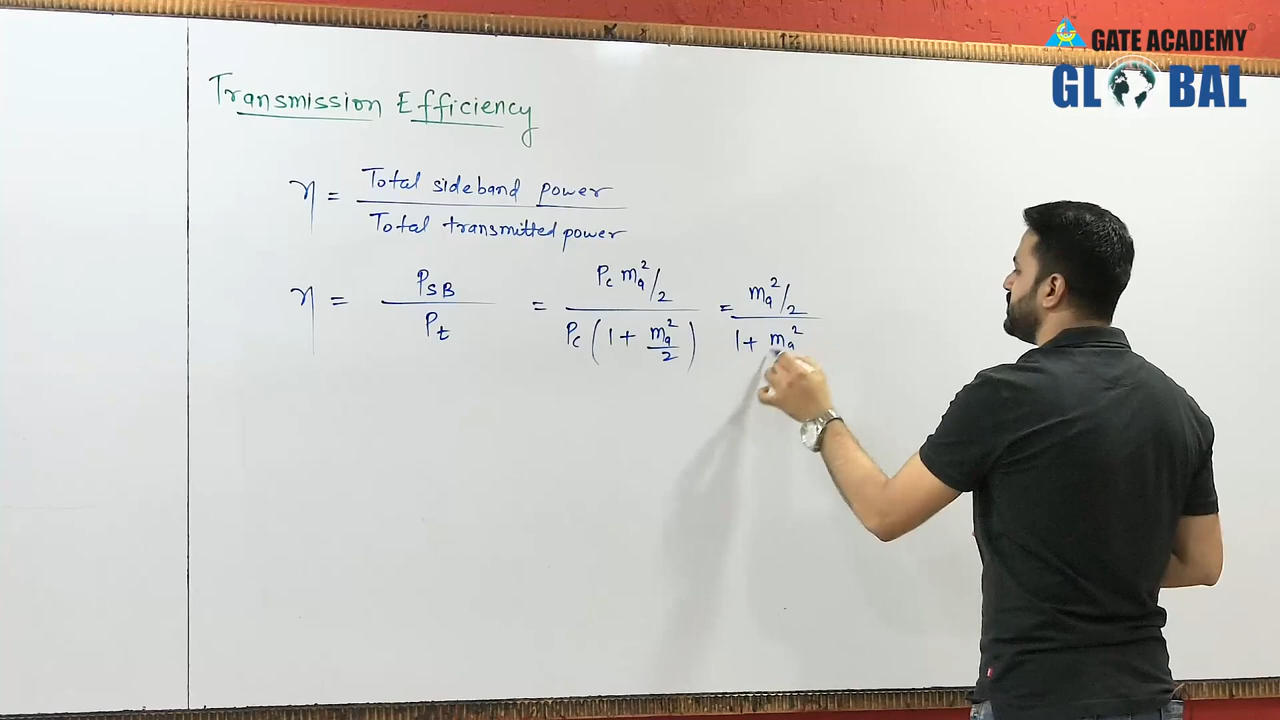 GATE ACADEMY
GLOBAL
Transmission Efficiency
η = Total sideband power / Total transmitted power
η = P_SB / P_t = P_c m_a²/2 / P_c (1 + m_a²/2) = m_a²/2 / 1 + m_a²